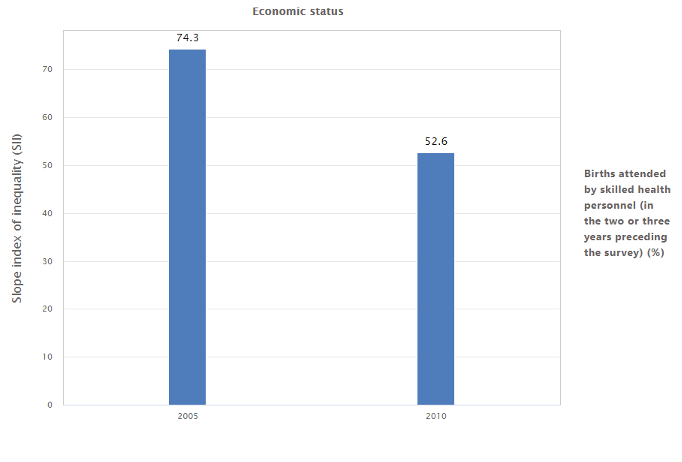 Economic status
Slope index of inequality (SII)
70
60
50
40
30
20
10
0
74.3
52.6
2005
2010
Births attended
by skilled health
personnel (in
the two or three
years preceding
the survey) (%)